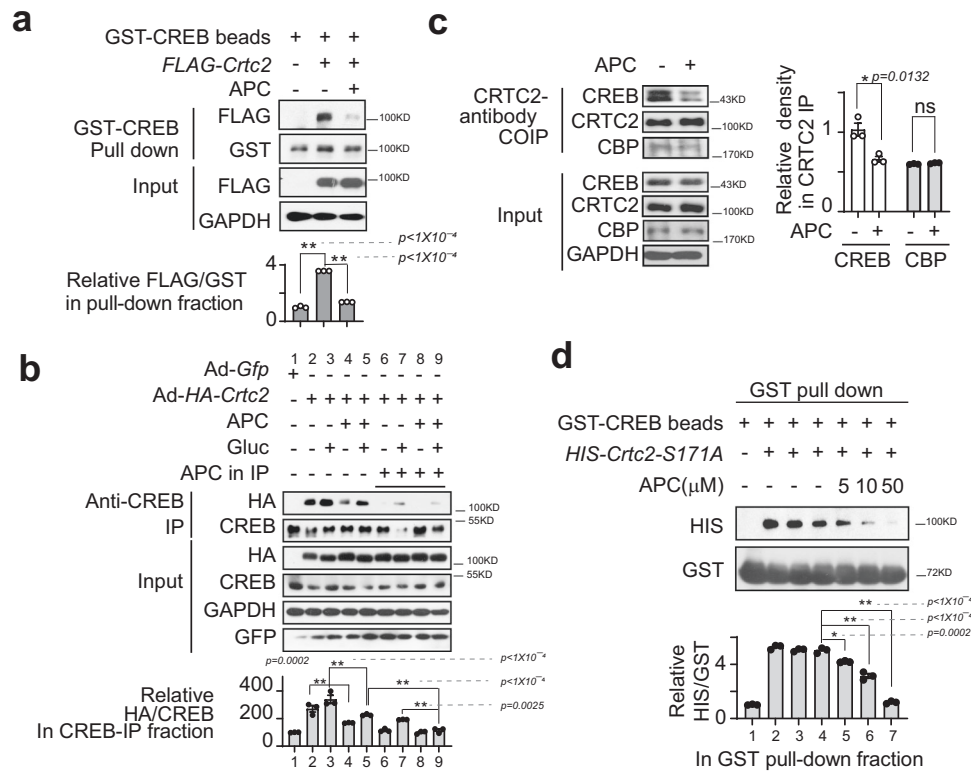 a
GST-CREB beads + + +
FLAG-Crtc2 - + +
APC - - +
GST-CREB
Pull down
FLAG 100KD
GST 100KD
Input
FLAG 100KD
GAPDH
** p<1X10⁻⁴
** p<1X10⁻⁴
Relative FLAG/GST
in pull-down fraction
4
0
b
1 2 3 4 5 6 7 8 9
Ad-Gfp + - - - - - - - -
Ad-HA-Crtc2 - + + + + + + + +
APC - - - + + - - + +
Gluc - - + - + - + - +
APC in IP - - - - - + + + +
Anti-CREB
IP
HA 100KD
CREB 55KD
Input
HA 100KD
CREB 55KD
GAPDH
GFP
p=0.0002 ** p<1X10⁻⁴
** ** p<1X10⁻⁴
** p=0.0025
Relative
HA/CREB
In CREB-IP fraction
400
200
0
1 2 3 4 5 6 7 8 9
c
APC - +
CRTC2-
antibody
COIP
CREB 43KD
CRTC2 100KD
CBP 170KD
Input
CREB 43KD
CRTC2 100KD
CBP 170KD
GAPDH
* p=0.0132
ns
Relative density
in CRTC2 IP
1
0
APC - + - +
CREB CBP
d
GST pull down
GST-CREB beads + + + + + + +
HIS-Crtc2-S171A - + + + + + +
APC(μM) - - - - 5 10 50
HIS 100KD
GST 72KD
** p<1X10⁻⁴
** p<1X10⁻⁴
* p=0.0002
Relative
HIS/GST
5
0
1 2 3 4 5 6 7
In GST pull-down fraction